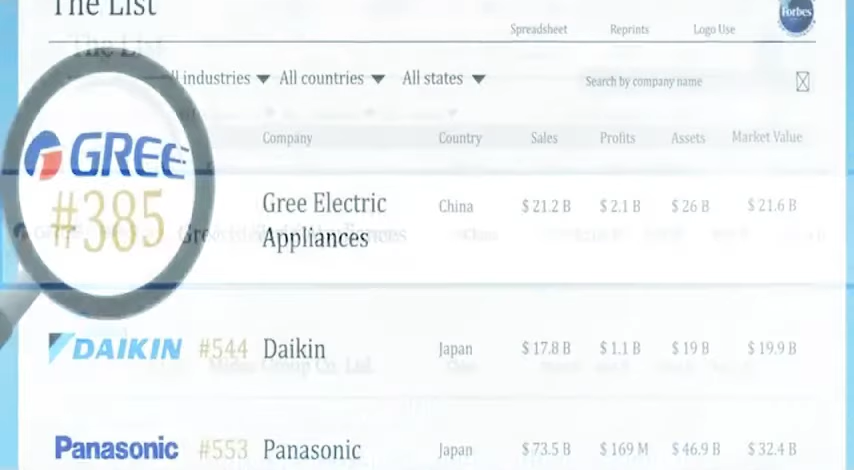 The List
Forbes
Spreadsheet Reprints Logo Use
industries All countries All states Search by company name
Company Country Sales Profits Assets Market Value
GREE
#385 Gree Electric Appliances China $ 21.2 B $ 2.1 B $ 26 B $ 21.6 B
DAIKIN #544 Daikin Japan $ 17.8 B $ 1.1 B $ 19 B $ 19.9 B
Panasonic #553 Panasonic Japan $ 73.5 B $ 169 M $ 46.9 B $ 32.4 B